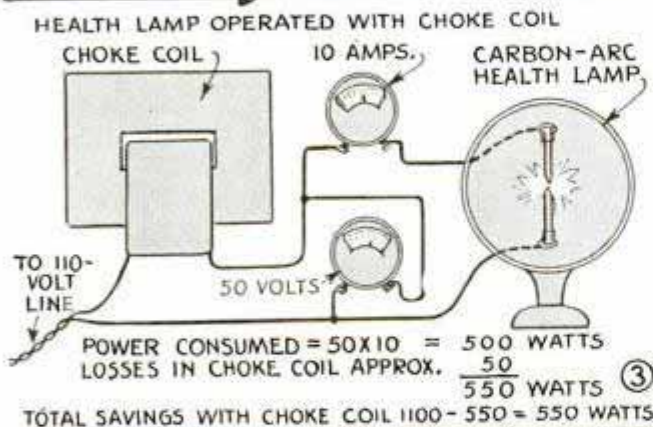 HEALTH LAMP OPERATED WITH CHOKE COIL
CHOKE COIL
10 AMPS.
CARBON-ARC
HEALTH LAMP
TO 110-
VOLT
LINE
50 VOLTS
POWER CONSUMED = 50X10 = 500 WATTS
LOSSES IN CHOKE COIL APPROX. 50
550 WATTS
③
TOTAL SAVINGS WITH CHOKE COIL 1100-550 = 550 WATTS